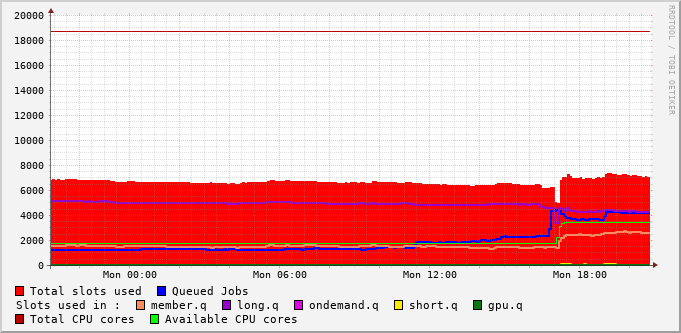 20000
18000
16000
14000
12000
10000
8000
6000
4000
2000
0
Mon 00:00 Mon 06:00 Mon 12:00 Mon 18:00
Total slots used Queued Jobs
Slots used in : member.q long.q ondemand.q short.q gpu.q
Total CPU cores Available CPU cores
RRDTOOL / TOBI OETIKER